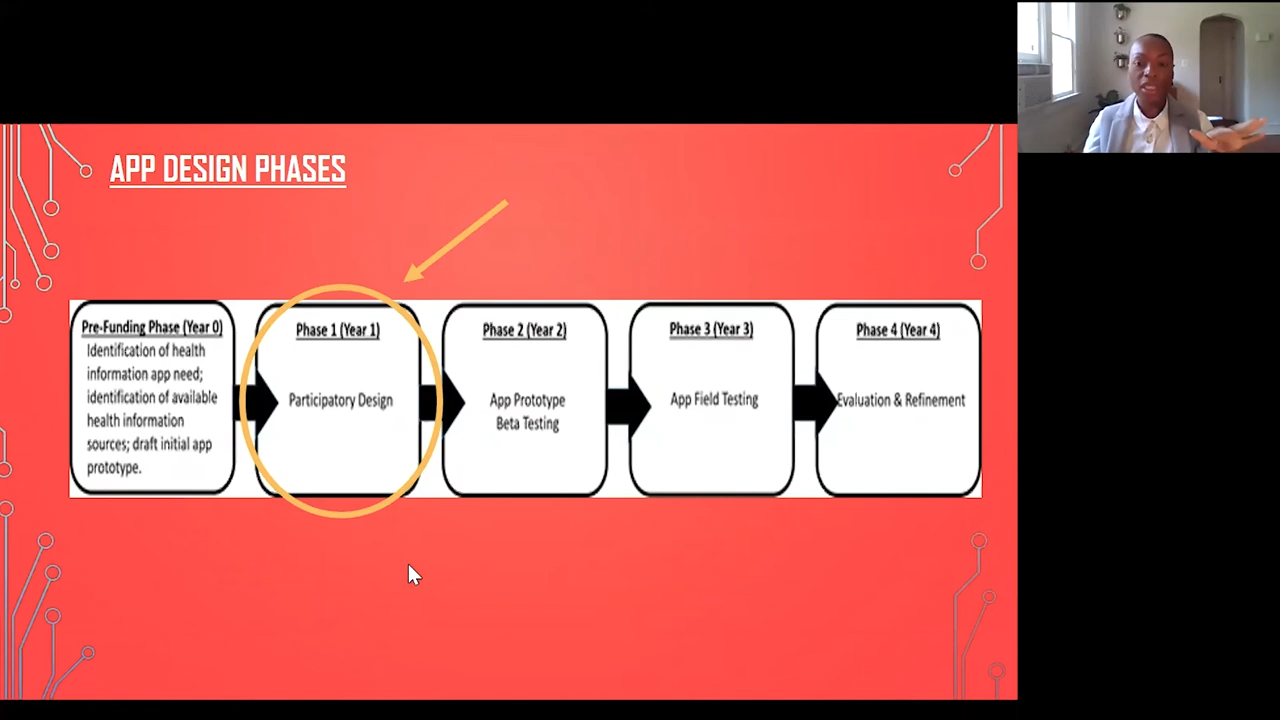 APP DESIGN PHASES
Pre-Funding Phase (Year 0)
Identification of health
information app need;
identification of available
health information
sources; draft initial app
prototype.
Phase 1 (Year 1)
Participatory Design
Phase 2 (Year 2)
App Prototype
Beta Testing
Phase 3 (Year 3)
App Field Testing
Phase 4 (Year 4)
Evaluation & Refinement